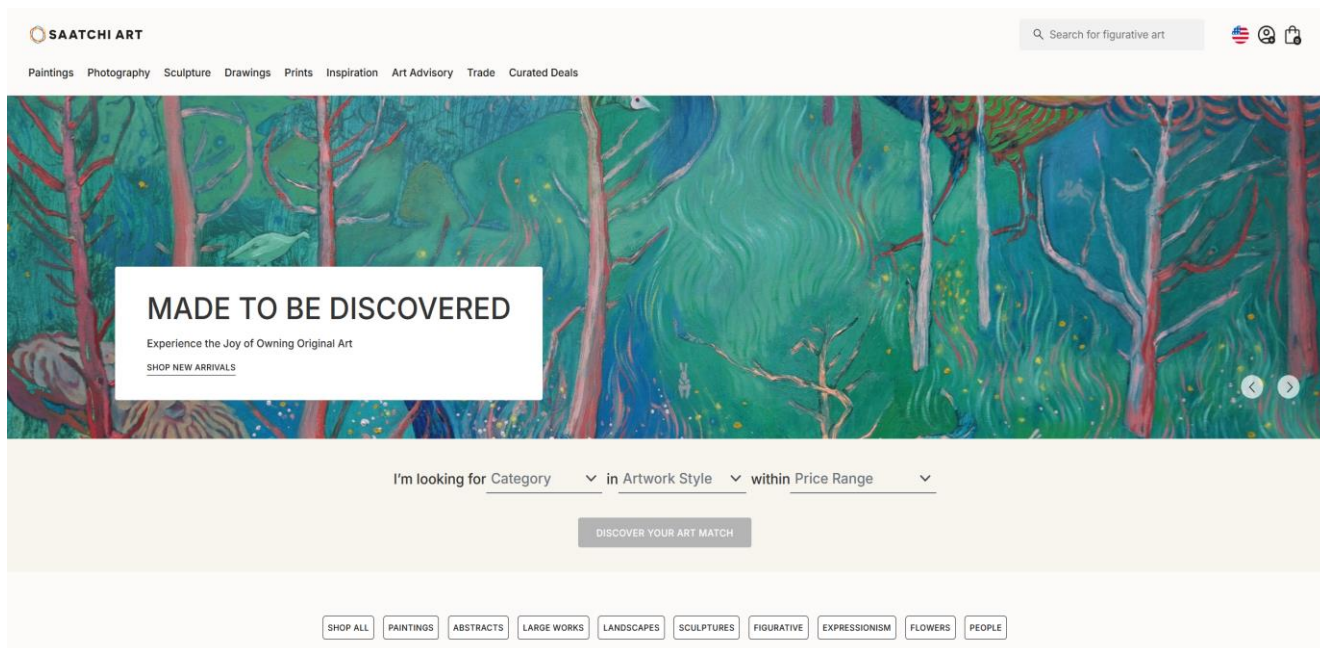 SAATCHI ART
Search for figurative art
0
Paintings Photography Sculpture Drawings Prints Inspiration Art Advisory Trade Curated Deals
MADE TO BE DISCOVERED
Experience the Joy of Owning Original Art
SHOP NEW ARRIVALS
I'm looking for Category in Artwork Style within Price Range
DISCOVER YOUR ART MATCH
SHOP ALL PAINTINGS ABSTRACTS LARGE WORKS LANDSCAPES SCULPTURES FIGURATIVE EXPRESSIONISM FLOWERS PEOPLE